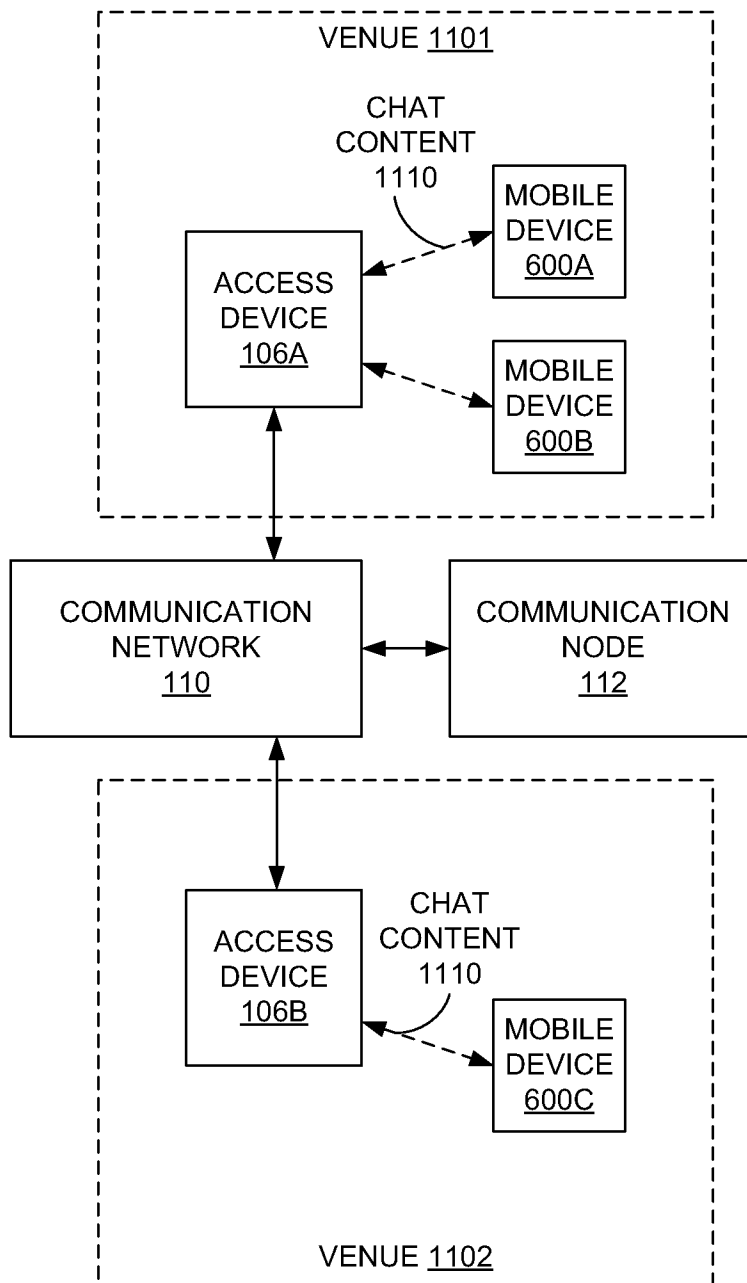 VENUE 1101
CHAT
CONTENT
1110
MOBILE
DEVICE
600A
ACCESS
DEVICE
106A
MOBILE
DEVICE
600B
COMMUNICATION
NETWORK
110
COMMUNICATION
NODE
112
ACCESS
DEVICE
106B
CHAT
CONTENT
1110
MOBILE
DEVICE
600C
VENUE 1102